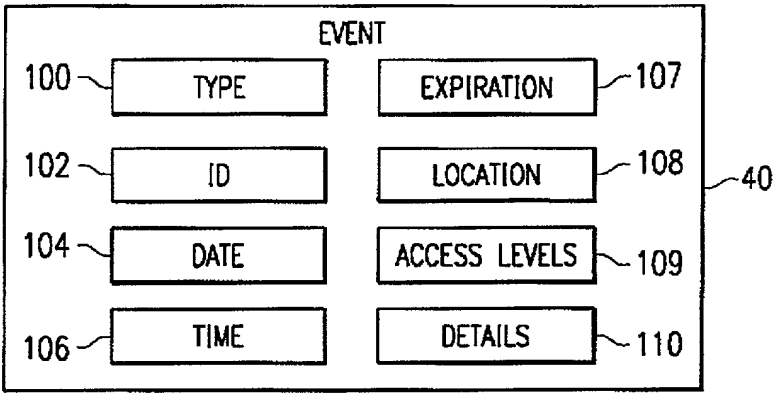 EVENT
100 TYPE EXPIRATION 107
102 ID LOCATION 108
104 DATE ACCESS LEVELS 109
106 TIME DETAILS 110
40